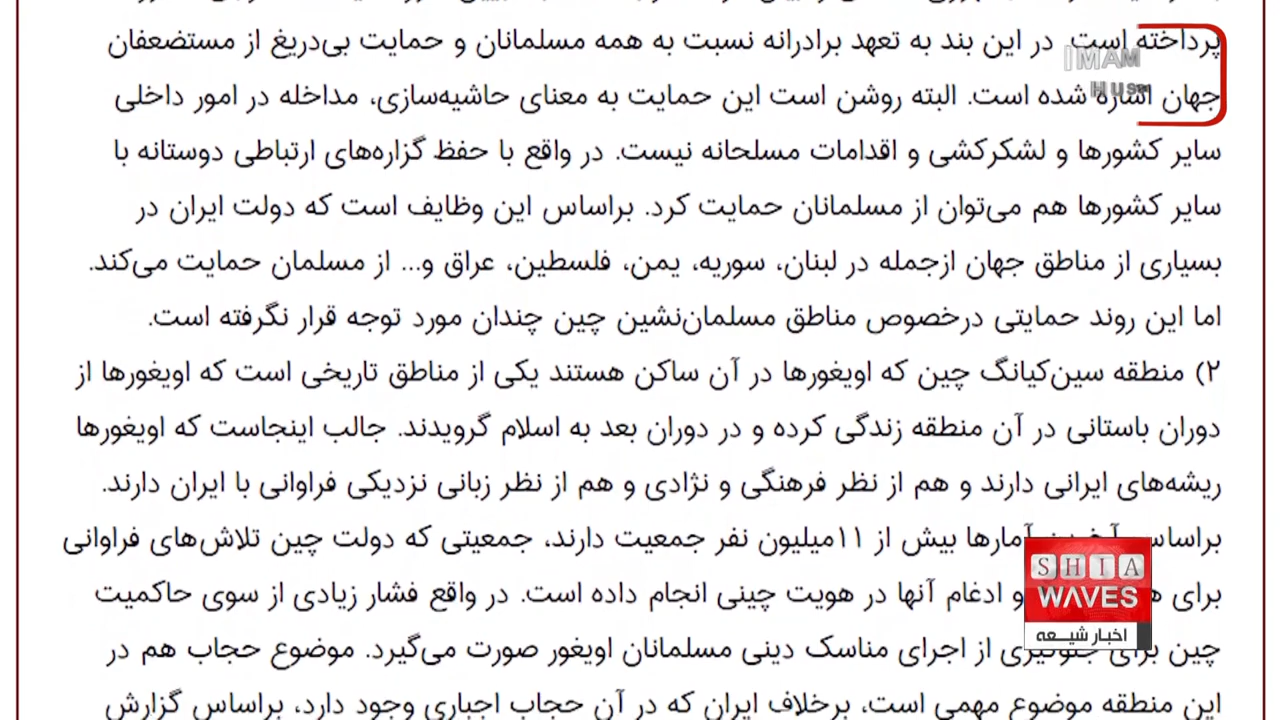 پرداخته است. در این بند به تعهد برادرانه نسبت به همه مسلمانان و حمایت بی‌دریغ از مستضعفان
جهان اشاره شده است. البته روشن است این حمایت به معنای حاشیه‌سازی، مداخله در امور داخلی
سایر کشورها و لشکرکشی و اقدامات مسلحانه نیست. در واقع با حفظ گزاره‌های ارتباطی دوستانه با
سایر کشورها هم می‌توان از مسلمانان حمایت کرد. براساس این وظایف است که دولت ایران در
بسیاری از مناطق جهان ازجمله در لبنان، سوریه، یمن، فلسطین، عراق و... از مسلمان حمایت می‌کند.
اما این روند حمایتی درخصوص مناطق مسلمان‌نشین چین چندان مورد توجه قرار نگرفته است.
۲) منطقه سین‌کیانگ چین که اویغورها در آن ساکن هستند یکی از مناطق تاریخی است که اویغورها از
دوران باستانی در آن منطقه زندگی کرده و در دوران بعد به اسلام گرویدند. جالب اینجاست که اویغورها
ریشه‌های ایرانی دارند و هم از نظر فرهنگی و نژادی و هم از نظر زبانی نزدیکی فراوانی با ایران دارند.
براساس آخرین آمارها بیش از ۱۱میلیون نفر جمعیت دارند، جمعیتی که دولت چین تلاش‌های فراوانی
برای و ادغام آنها در هویت چینی انجام داده است. در واقع فشار زیادی از سوی حاکمیت
چین برای جلوگیری از اجرای مناسک دینی مسلمانان اویغور صورت می‌گیرد. موضوع حجاب هم در
این منطقه موضوع مهمی است، برخلاف ایران که در آن حجاب اجباری وجود دارد، براساس گزارش
IMAM
SHIA
WAVES
اخبار شیعه